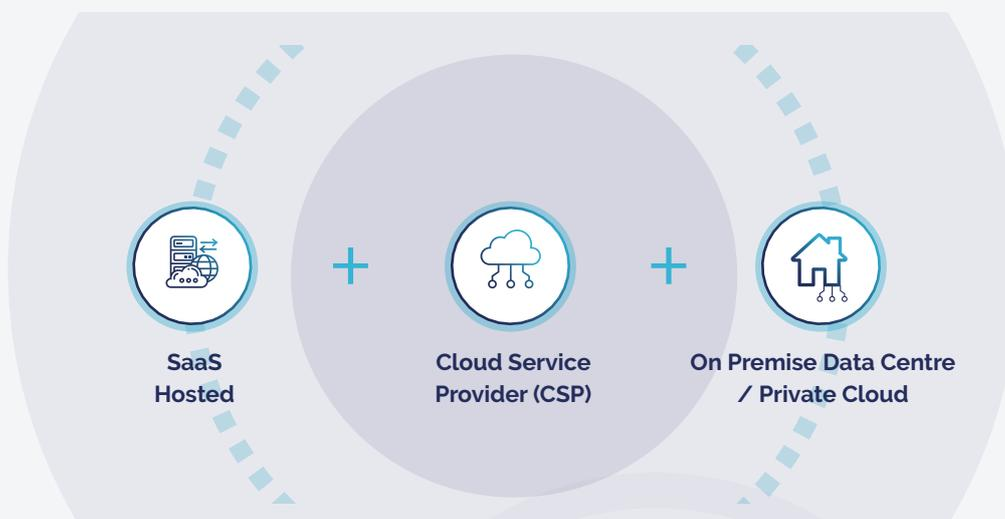 SaaS
Hosted
+
Cloud Service
Provider (CSP)
+
On Premise Data Centre
/ Private Cloud